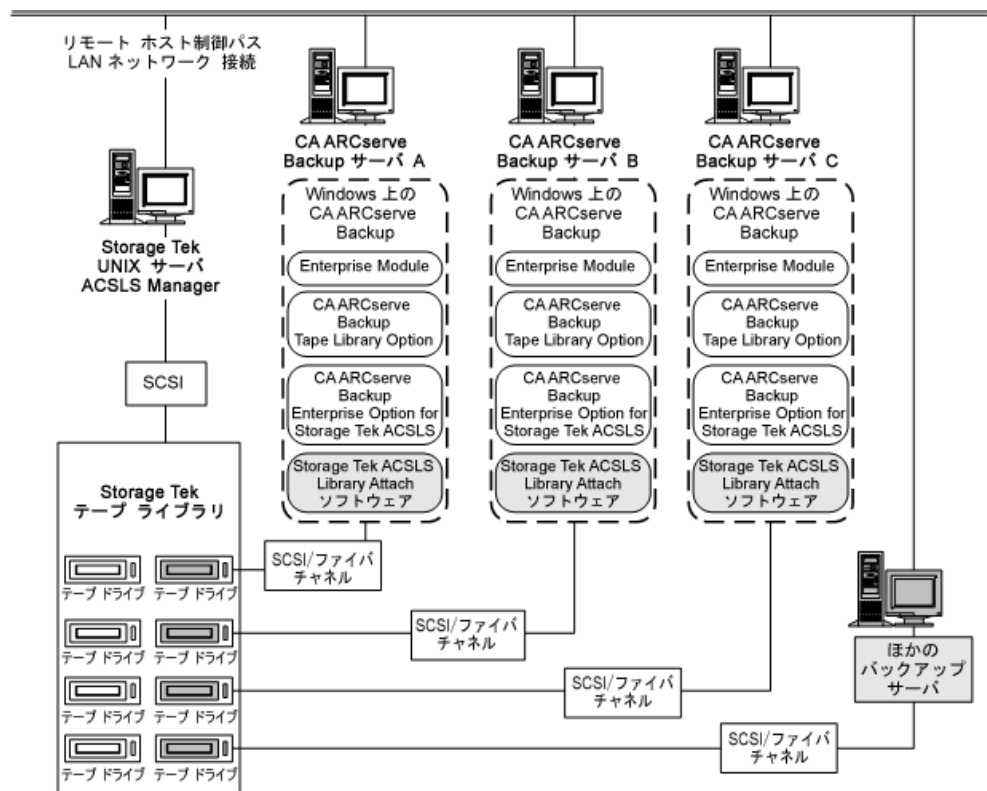 リモート ホスト制御パス
LAN ネットワーク 接続
Storage Tek
UNIX サーバ
ACSLS Manager
SCSI
CA ARCserve
Backup サーバ A
Windows 上の
CA ARCserve
Backup
Enterprise Module
CA ARCserve
Backup
Tape Library Option
CA ARCserve
Backup
Enterprise Option for
Storage Tek ACSLS
Storage Tek ACSLS
Library Attach
ソフトウェア
CA ARCserve
Backup サーバ B
Windows 上の
CA ARCserve
Backup
Enterprise Module
CA ARCserve
Backup
Tape Library Option
CA ARCserve
Backup
Enterprise Option for
Storage Tek ACSLS
Storage Tek ACSLS
Library Attach
ソフトウェア
CA ARCserve
Backup サーバ C
Windows 上の
CA ARCserve
Backup
Enterprise Module
CA ARCserve
Backup
Tape Library Option
CA ARCserve
Backup
Enterprise Option for
Storage Tek ACSLS
Storage Tek ACSLS
Library Attach
ソフトウェア
Storage Tek
テープ ライブラリ
テープ ドライブ テープ ドライブ
テープ ドライブ テープ ドライブ
テープ ドライブ テープ ドライブ
テープ ドライブ テープ ドライブ
SCSI/ファイバ
チャネル
SCSI/ファイバ
チャネル
SCSI/ファイバ
チャネル
SCSI/ファイバ
チャネル
ほかの
バックアップ
サーバ